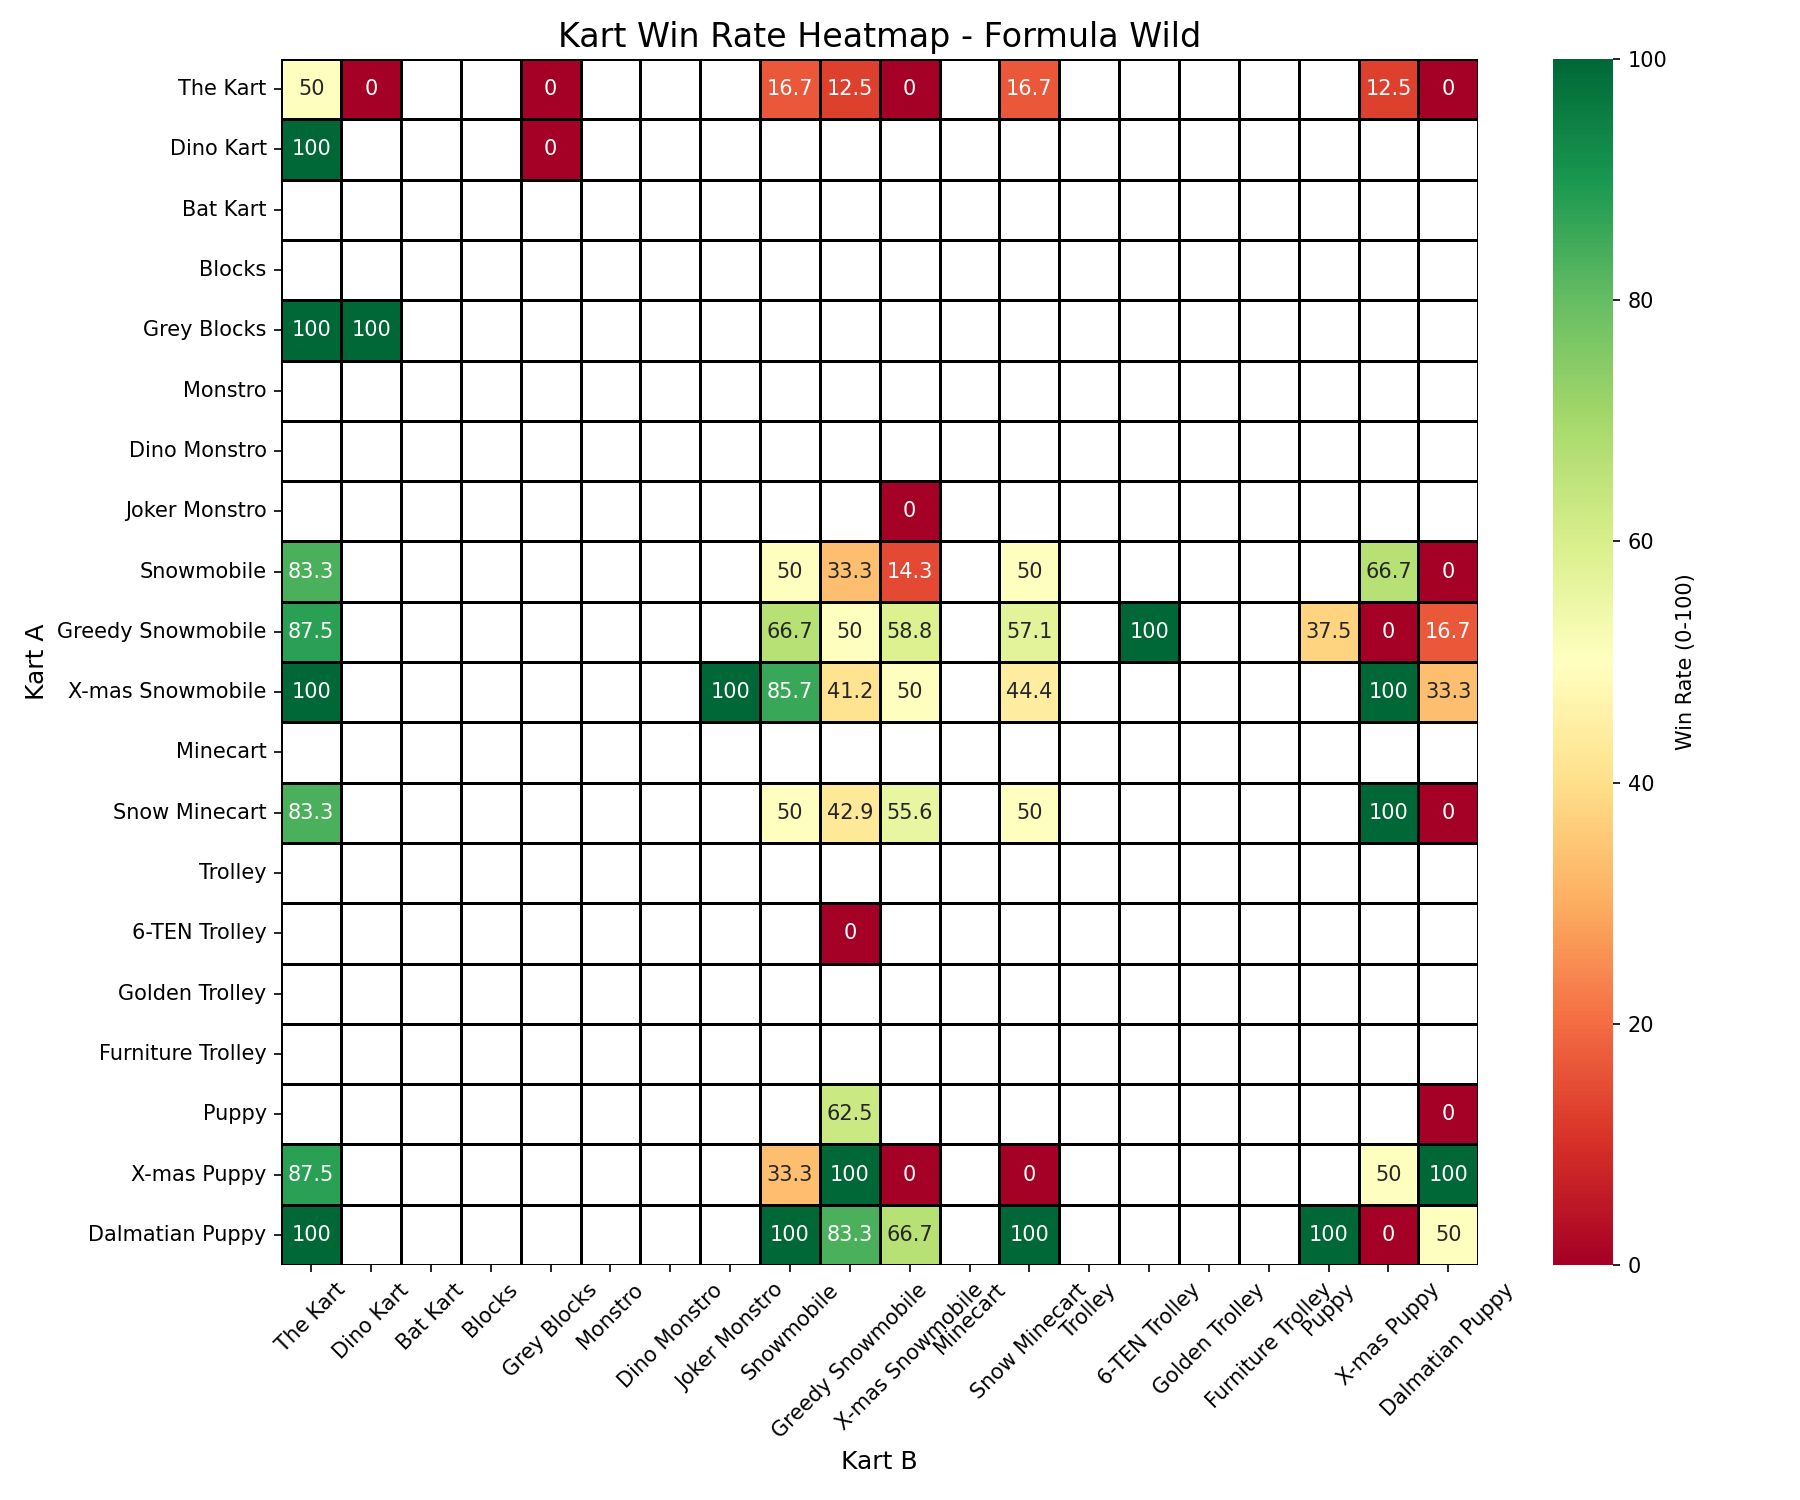 Kart Win Rate Heatmap - Formula Wild
The Kart 50 0 0 16.7 12.5 0 16.7 12.5 0
Dino Kart 100 0
Bat Kart
Blocks
Grey Blocks 100 100
Monstro
Dino Monstro
Joker Monstro 0
Snowmobile 83.3 50 33.3 14.3 50 66.7 0
Greedy Snowmobile 87.5 66.7 50 58.8 57.1 100 37.5 0 16.7
X-mas Snowmobile 100 100 85.7 41.2 50 44.4 100 33.3
Minecart
Snow Minecart 83.3 50 42.9 55.6 50 100 0
Trolley
6-TEN Trolley 0
Golden Trolley
Furniture Trolley
Puppy 62.5 0
X-mas Puppy 87.5 33.3 100 0 0 50 100
Dalmatian Puppy 100 100 83.3 66.7 100 100 0 50
Kart A
The Kart
Dino Kart
Bat Kart
Blocks
Grey Blocks
Monstro
Dino Monstro
Joker Monstro
Snowmobile
Greedy Snowmobile
X-mas Snowmobile
Minecart
Snow Minecart
Trolley
6-TEN Trolley
Golden Trolley
Furniture Trolley
Puppy
X-mas Puppy
Dalmatian Puppy
Kart B
100
80
60
40
20
0
Win Rate (0-100)